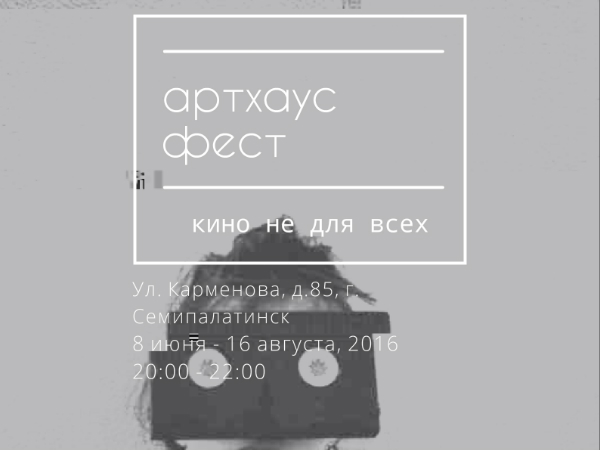 артхаус
фест
кино не для всех
Ул. Карменова, д.85, г.
Семипалатинск
8 июня - 16 августа, 2016
20:00 - 22:00